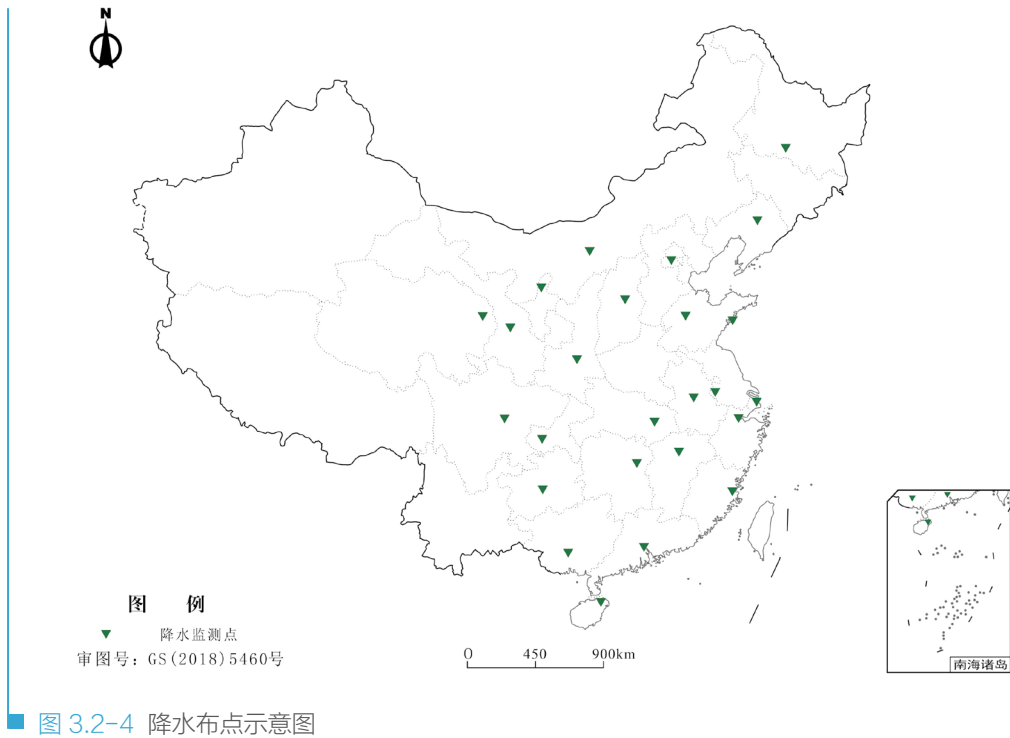 N
图 例
降水监测点
审图号：GS(2018)5460号
0 450 900km
南海诸岛
图 3.2-4 降水布点示意图